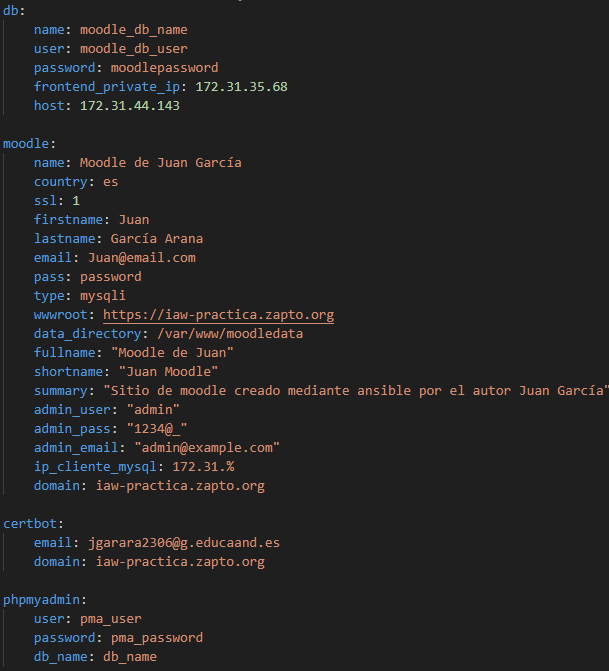 db:
name: moodle_db_name
user: moodle_db_user
password: moodlepassword
frontend_private_ip: 172.31.35.68
host: 172.31.44.143
moodle:
name: Moodle de Juan García
country: es
ssl: 1
firstname: Juan
lastname: García Arana
email: Juan@email.com
pass: password
type: mysqli
wwwroot: https://iaw-practica.zapto.org
data_directory: /var/www/moodledata
fullname: "Moodle de Juan"
shortname: "Juan Moodle"
summary: "Sitio de moodle creado mediante ansible por el autor Juan García"
admin_user: "admin"
admin_pass: "1234@_"
admin_email: "admin@example.com"
ip_cliente_mysql: 172.31.%
domain: iaw-practica.zapto.org
certbot:
email: jgarara2306@g.educaand.es
domain: iaw-practica.zapto.org
phpmyadmin:
user: pma_user
password: pma_password
db_name: db_name